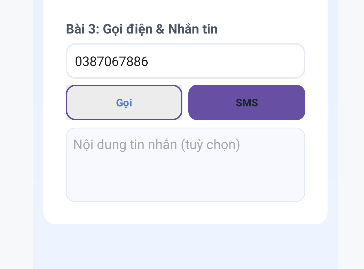 Bài 3: Gọi điện & Nhắn tin
0387067886
Gọi
SMS
Nội dung tin nhắn (tuỳ chọn)